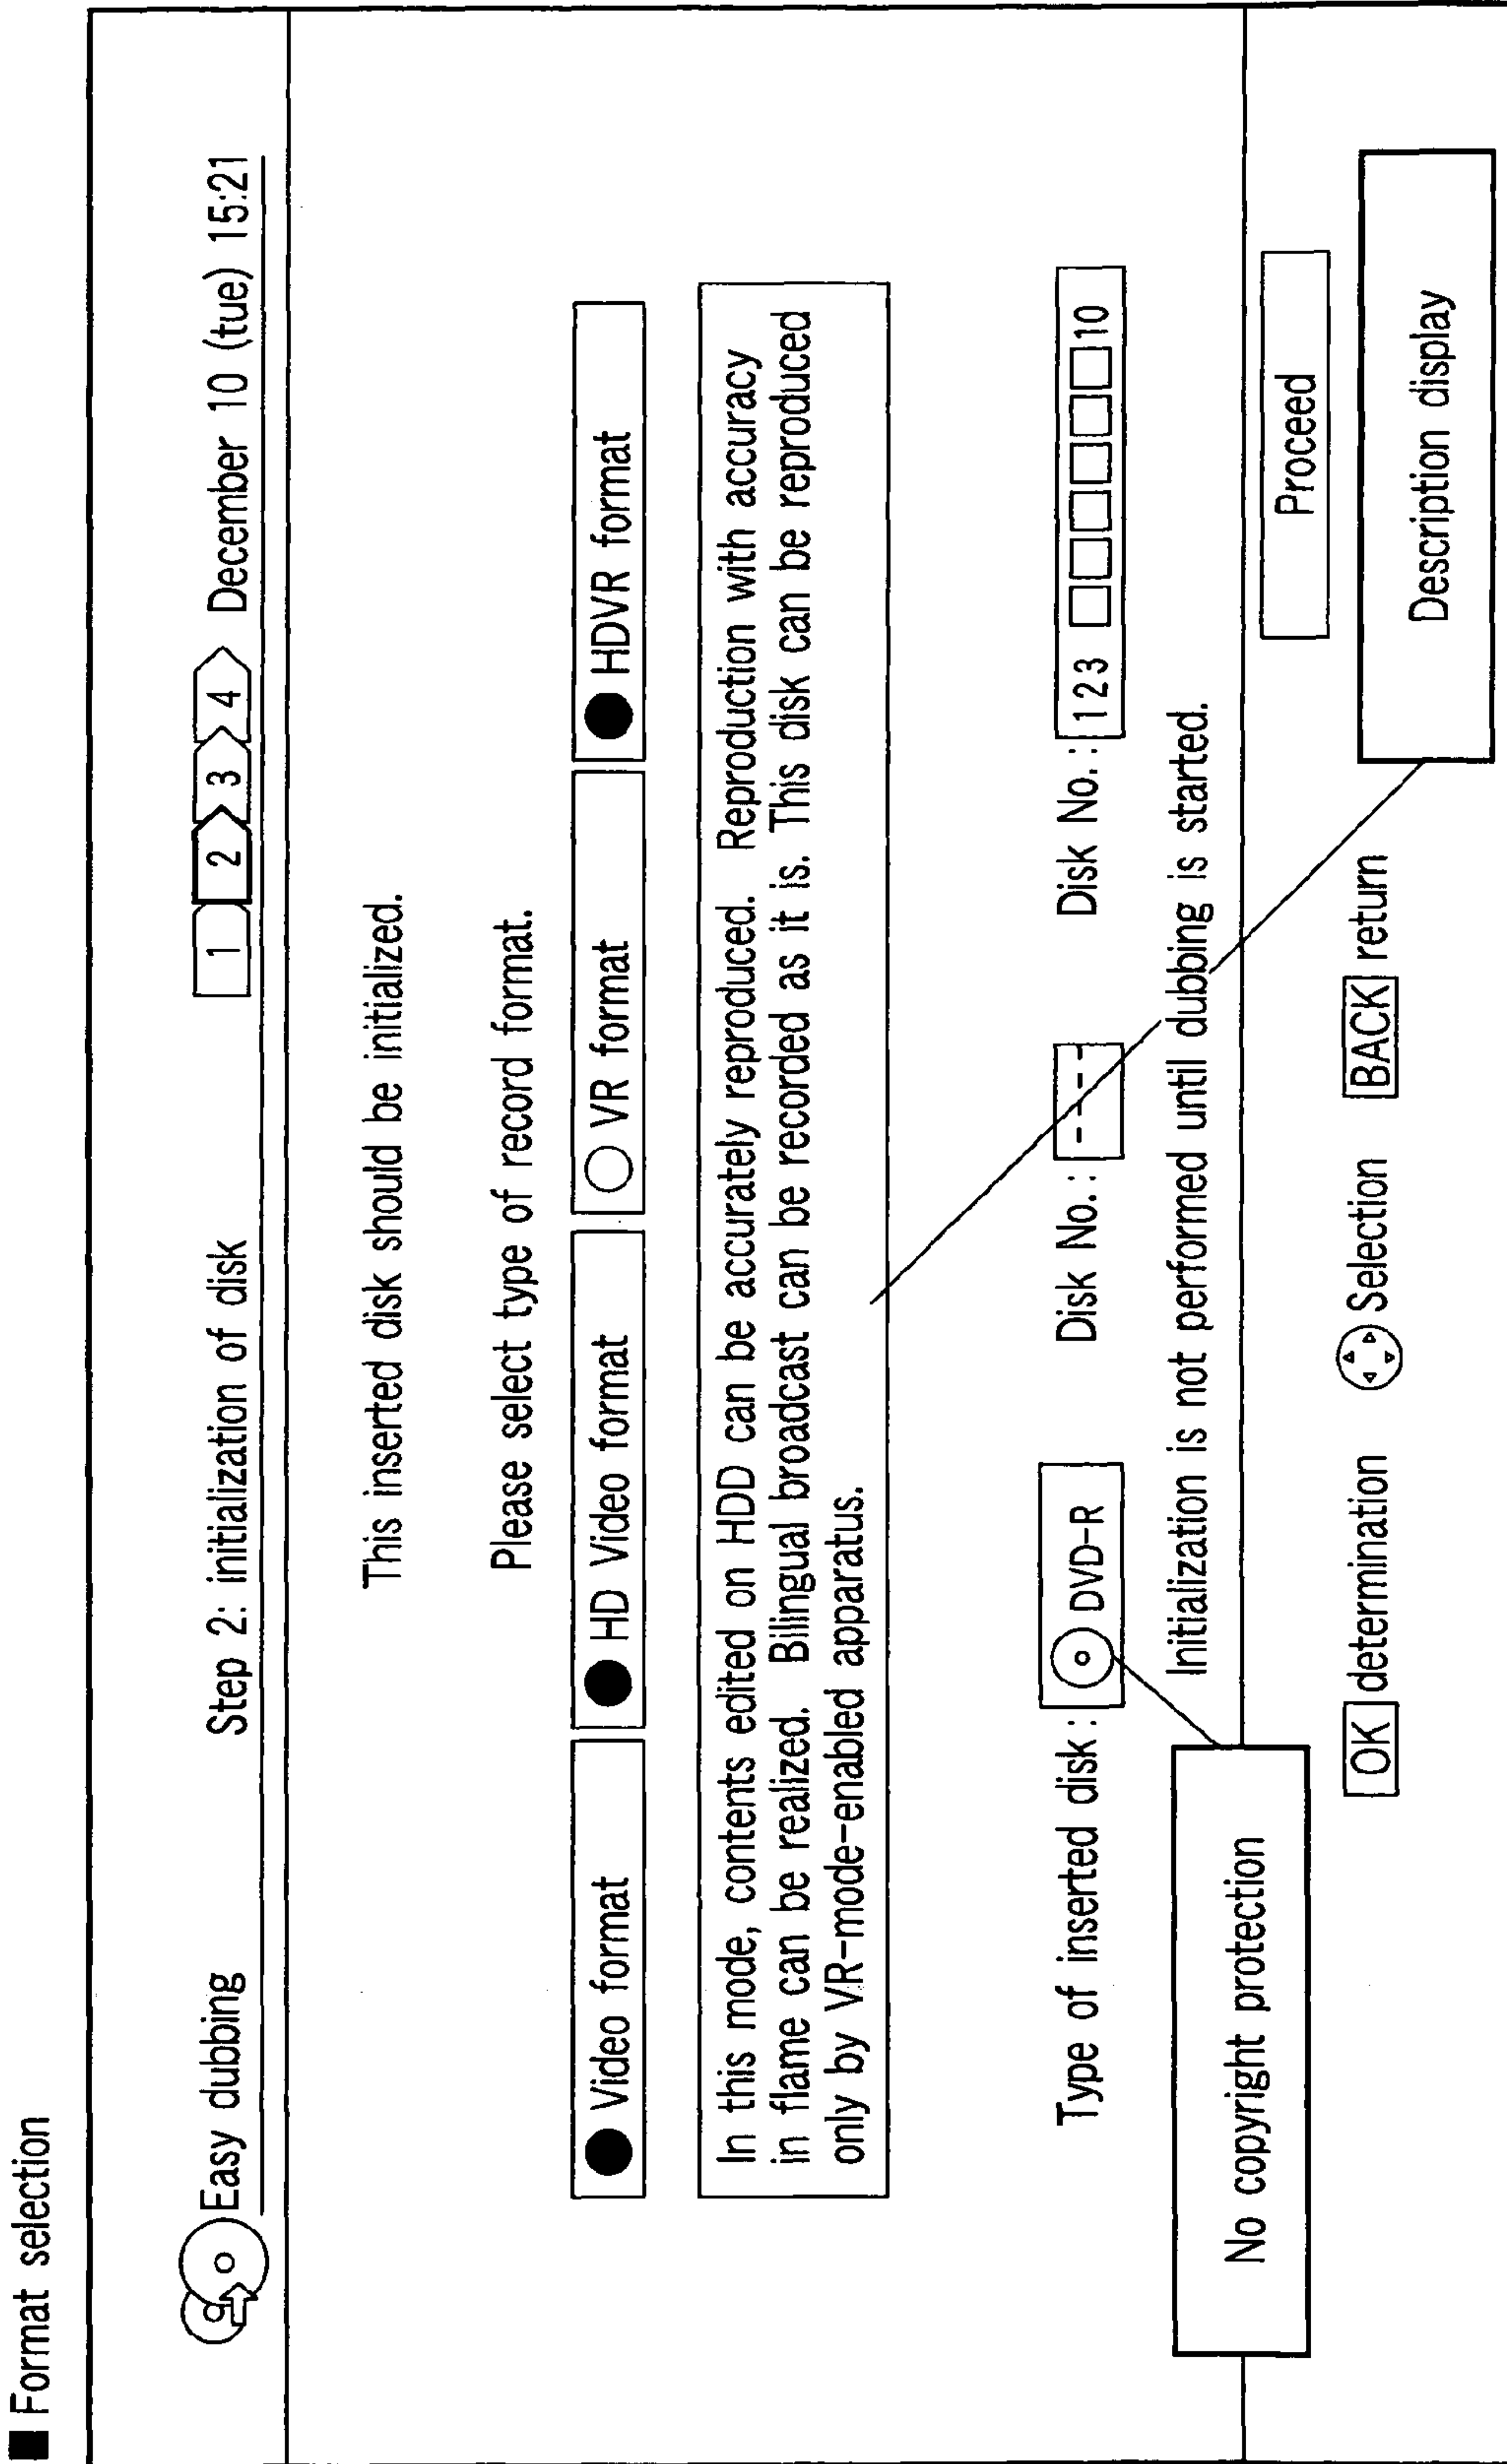 ■ Format selection
Easy dubbing
Step 2: initialization of disk
1 2 3 4
December 10 (tue) 15:21
This inserted disk should be initialized.
Please select type of record format.
● Video format
● HD Video format
○ VR format
● HDVR format
In this mode, contents edited on HDD can be accurately reproduced. Reproduction with accuracy
in flame can be realized. Bilingual broadcast can be recorded as it is. This disk can be reproduced
only by VR-mode-enabled apparatus.
Type of inserted disk: DVD-R
Disk No.: ----
Disk No.: 123 □□□□□□10
Initialization is not performed until dubbing is started.
No copyright protection
Proceed
OK determination
Selection
BACK return
Description display